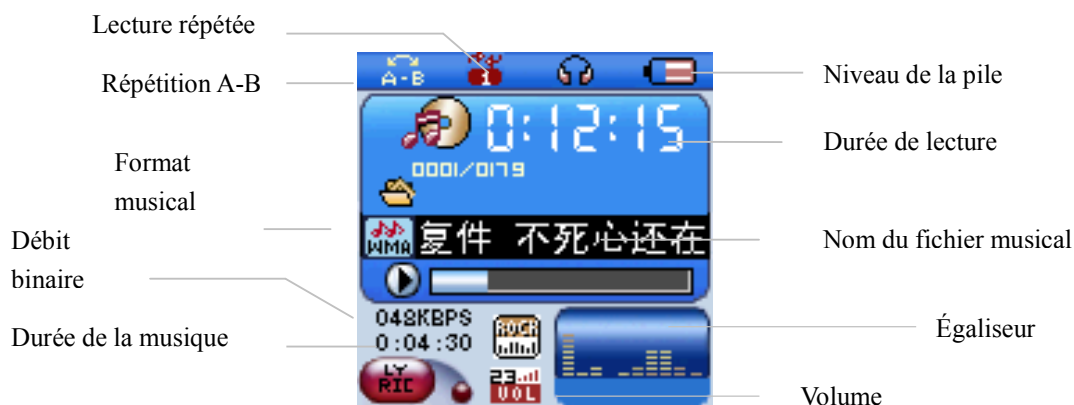 Lecture répétée
Répétition A-B
Format
musical
Débit
binaire
Durée de la musique
A-B
1
0:12:15
0001/0179
WMA
复件 不死心还在
048KBPS
0:04:30
ROCK
LY
RIC
23
VOL
Niveau de la pile
Durée de lecture
Nom du fichier musical
Égaliseur
Volume